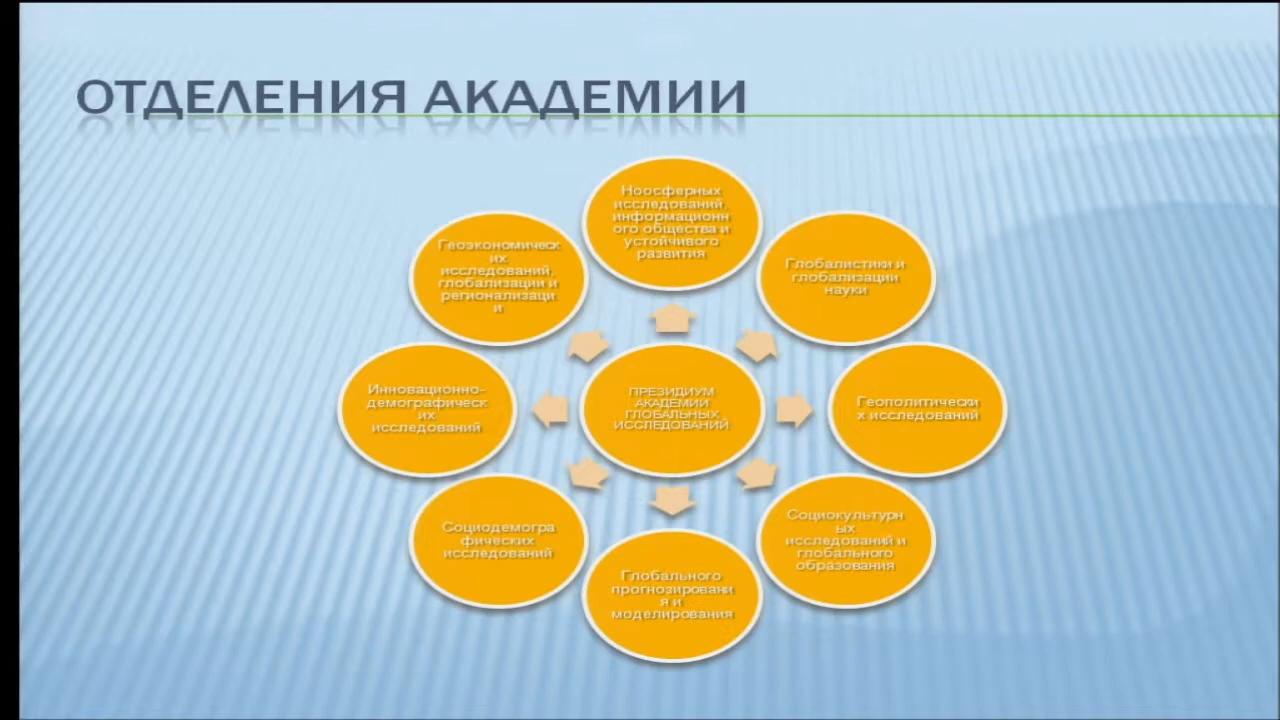 ОТДЕЛЕНИЯ АКАДЕМИИ
Ноосферных
исследований,
информационн
ого общества и
устойчивого
развития
Глобалистики и
глобализации
науки
Геополитически
х исследований
Социокультурн
ых
исследований и
глобального
образования
Глобального
прогнозировани
я и
моделирования
Социодемогра
фических
исследований
Инновационно-
демографическ
их
исследований
Геоэкономическ
их
исследований,
глобализации и
регионализаци
и
ПРЕЗИДИУМ
АКАДЕМИИ
ГЛОБАЛЬНЫХ
ИССЛЕДОВАНИЙ